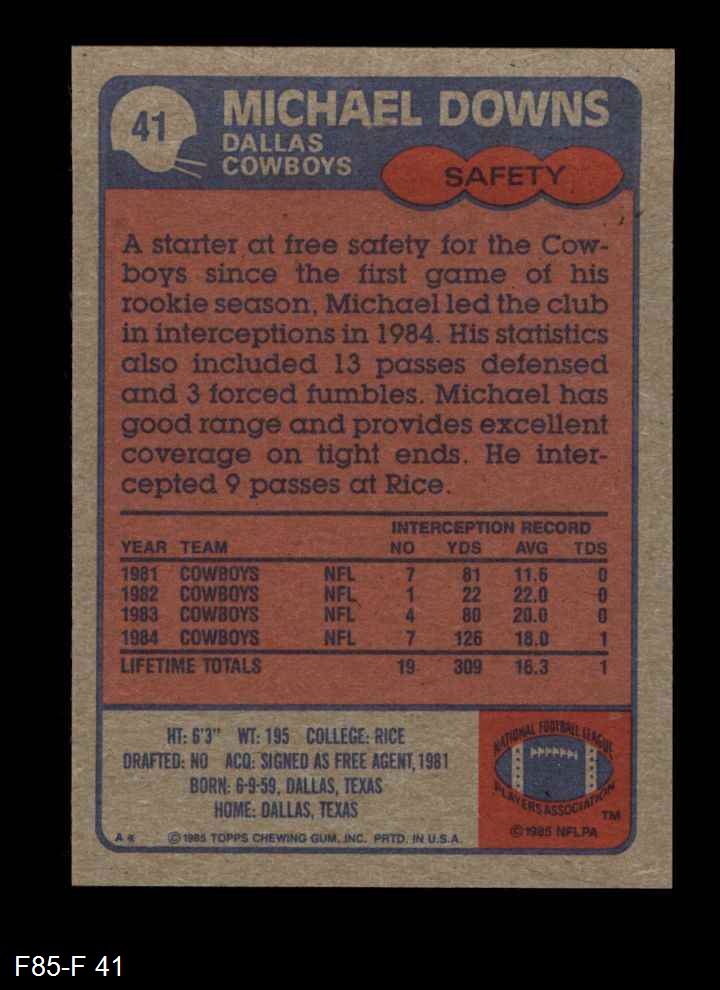 41
MICHAEL DOWNS
DALLAS
COWBOYS
SAFETY
A starter at free safety for the Cow-
boys since the first game of his
rookie season, Michael led the club
in interceptions in 1984. His statistics
also included 13 passes defensed
and 3 forced fumbles. Michael has
good range and provides excellent
coverage on tight ends. He inter-
cepted 9 passes at Rice.
INTERCEPTION RECORD
YEAR TEAM NO YDS AVG TDS
1981 COWBOYS NFL 7 81 11.6 0
1982 COWBOYS NFL 1 22 22.0 0
1983 COWBOYS NFL 4 80 20.0 0
1984 COWBOYS NFL 7 126 18.0 1
LIFETIME TOTALS 19 309 16.3 1
HT: 6'3" WT: 195 COLLEGE: RICE
DRAFTED: NO ACQ: SIGNED AS FREE AGENT, 1981
BORN: 6-9-59, DALLAS, TEXAS
HOME: DALLAS, TEXAS
A* ©1985 TOPPS CHEWING GUM, INC. PRTD. IN U.S.A.
NATIONAL FOOTBALL LEAGUE
PLAYERS ASSOCIATION
TM
©1985 NFLPA
F85-F 41